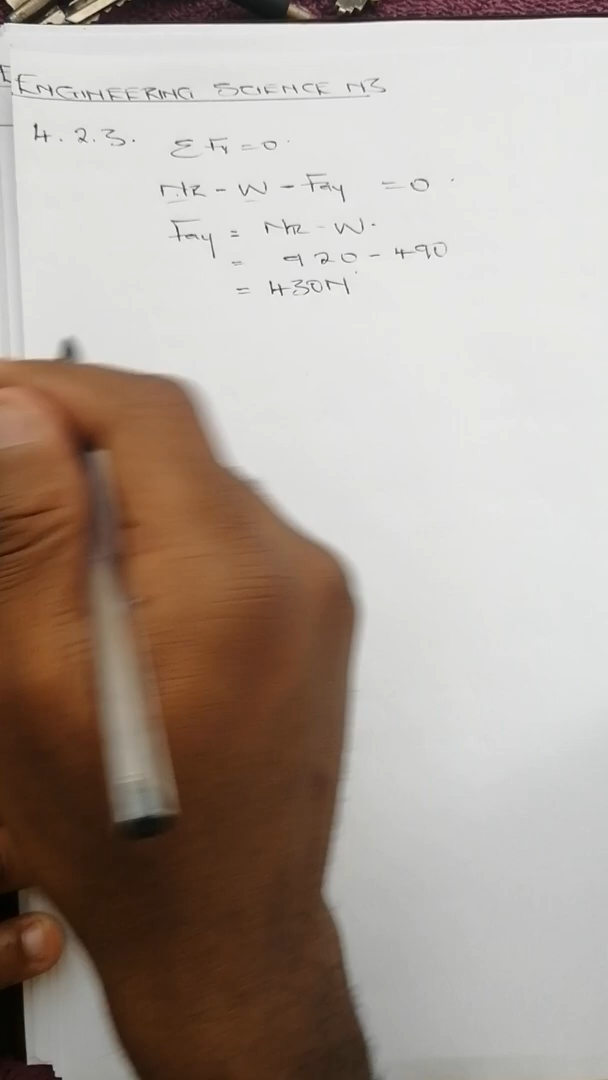 ENGINEERING SCIENCE N3
4.2.3. ΣFy = 0.
NR - W - Fay = 0.
Fay = NR - W.
= 920 - 490
= 430N